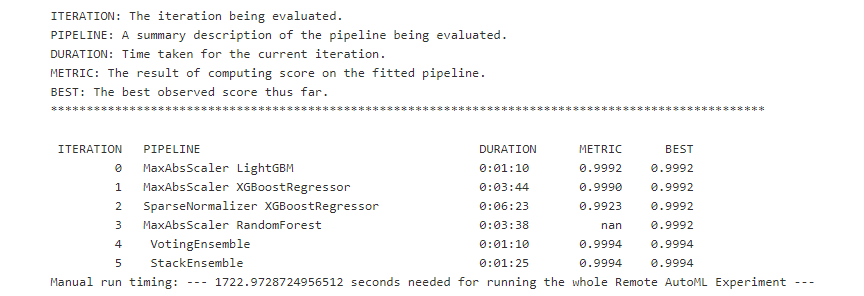 ITERATION: The iteration being evaluated.
PIPELINE: A summary description of the pipeline being evaluated.
DURATION: Time taken for the current iteration.
METRIC: The result of computing score on the fitted pipeline.
BEST: The best observed score thus far.
****************************************************************************************************
ITERATION PIPELINE DURATION METRIC BEST
0 MaxAbsScaler LightGBM 0:01:10 0.9992 0.9992
1 MaxAbsScaler XGBoostRegressor 0:03:44 0.9990 0.9992
2 SparseNormalizer XGBoostRegressor 0:06:23 0.9923 0.9992
3 MaxAbsScaler RandomForest 0:03:38 nan 0.9992
4 VotingEnsemble 0:01:10 0.9994 0.9994
5 StackEnsemble 0:01:25 0.9994 0.9994
Manual run timing: --- 1722.9728724956512 seconds needed for running the whole Remote AutoML Experiment ---